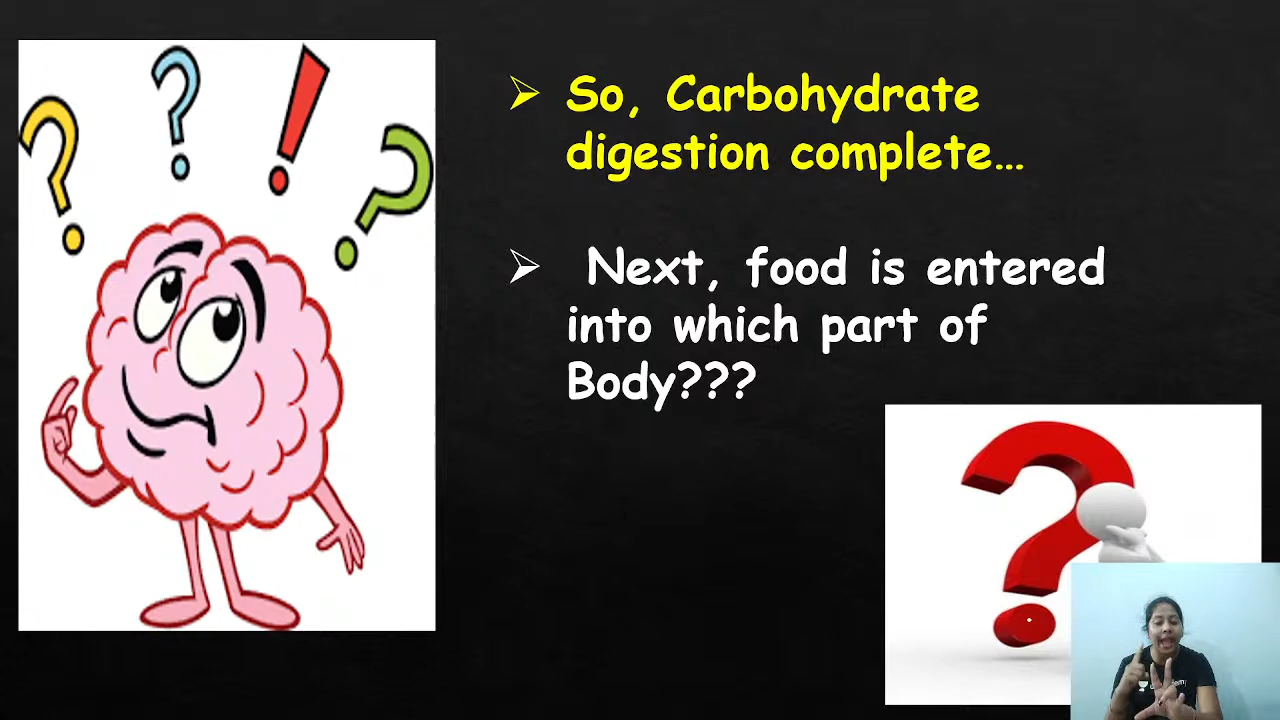 So, Carbohydrate
digestion complete...
Next, food is entered
into which part of
Body???